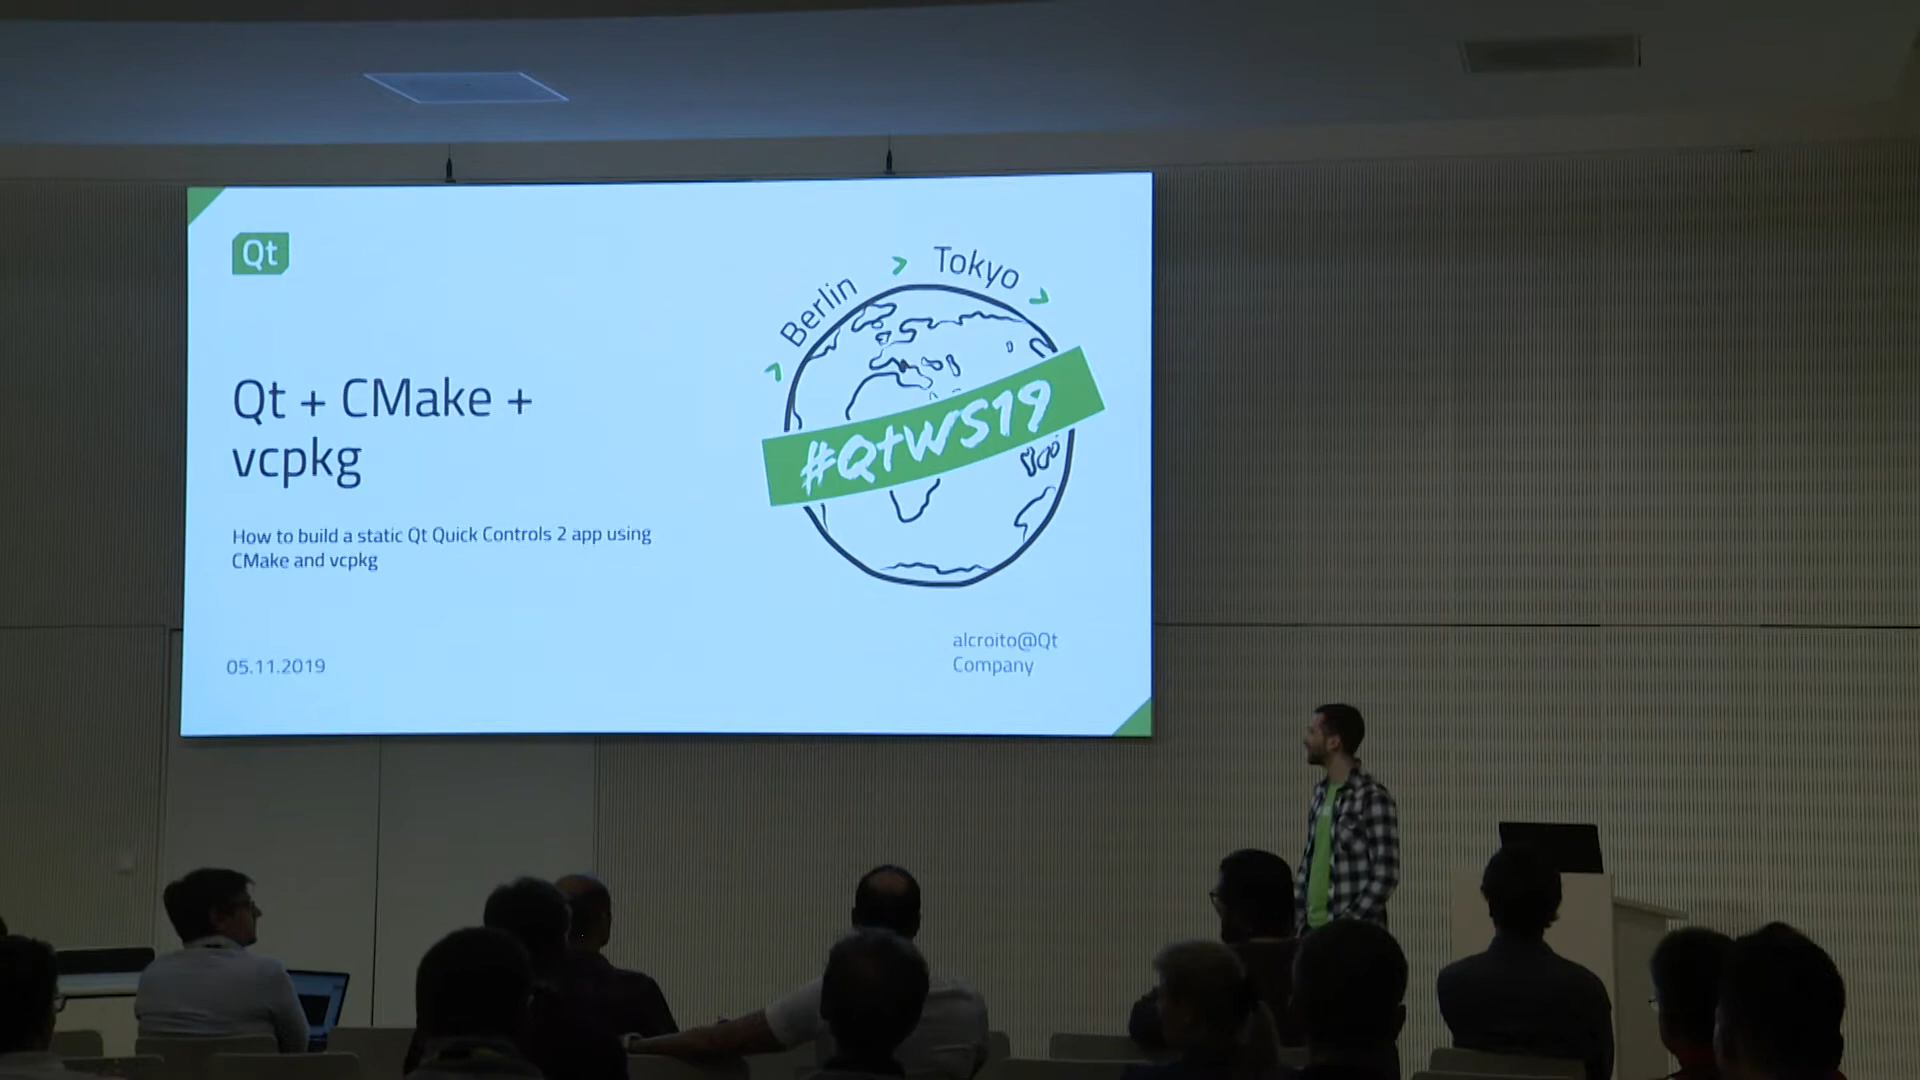 Qt
Berlin > Tokyo >
#QtWS19
Qt + CMake +
vcpkg
How to build a static Qt Quick Controls 2 app using
CMake and vcpkg
05.11.2019
alcroito@Qt
Company